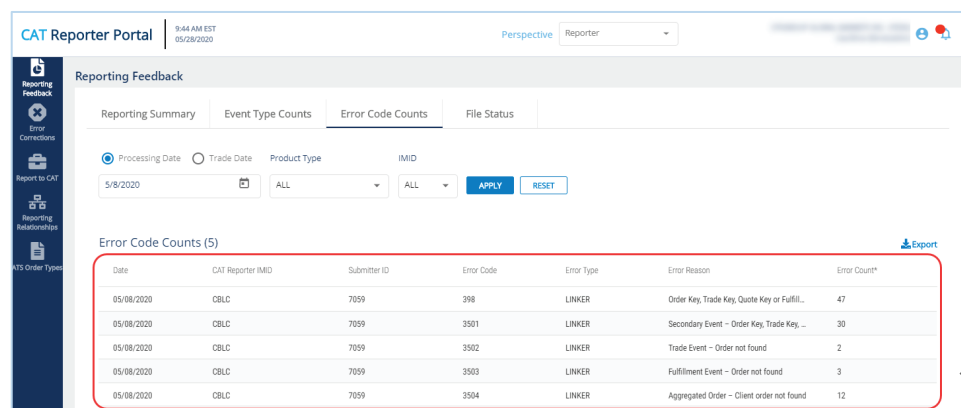 CAT Reporter Portal
9:44 AM EST
05/28/2020
Perspective Reporter
Reporting Feedback
Error Corrections
Report to CAT
Reporting Relationships
ATS Order Types
Reporting Feedback
Reporting Summary Event Type Counts Error Code Counts File Status
Processing Date Trade Date Product Type IMID
5/8/2020 ALL ALL APPLY RESET
Error Code Counts (5) Export
Date CAT Reporter IMID Submitter ID Error Code Error Type Error Reason Error Count*
05/08/2020 CBLC 7059 398 LINKER Order Key, Trade Key, Quote Key or Fulfill... 47
05/08/2020 CBLC 7059 3501 LINKER Secondary Event – Order Key, Trade Key, ... 30
05/08/2020 CBLC 7059 3502 LINKER Trade Event – Order not found 2
05/08/2020 CBLC 7059 3503 LINKER Fulfillment Event – Order not found 3
05/08/2020 CBLC 7059 3504 LINKER Aggregated Order – Client order not found 12